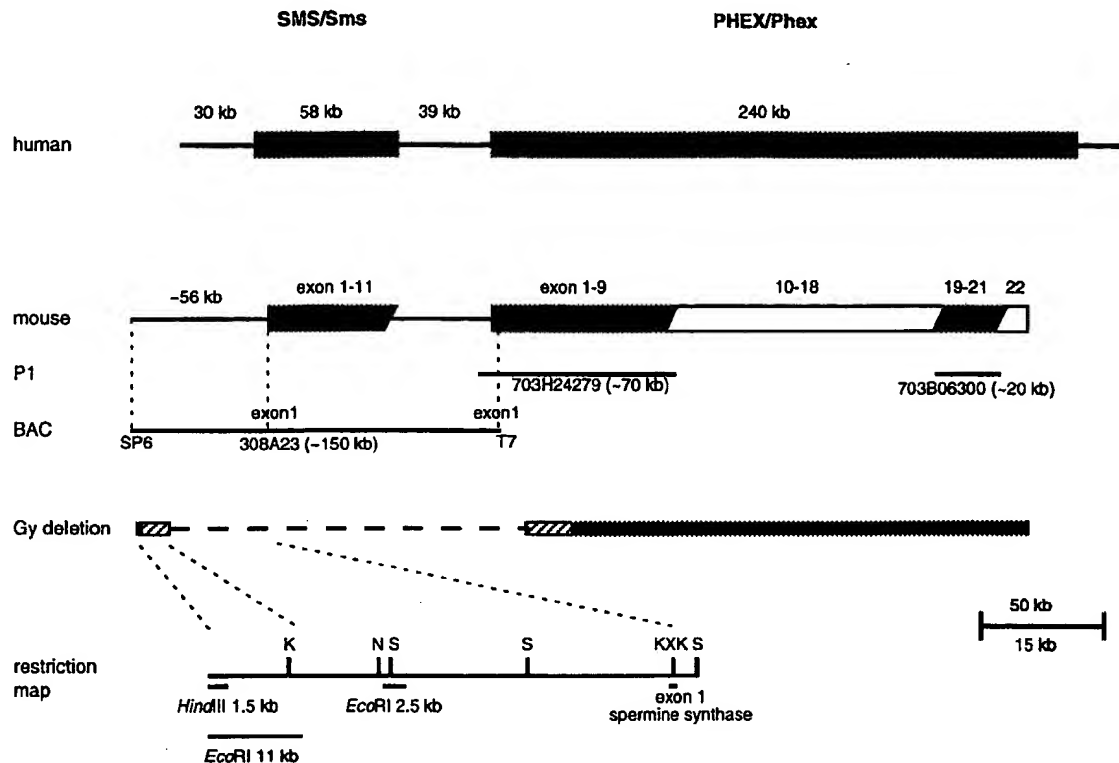 SMS/Sms PHEX/Phex
30 kb 58 kb 39 kb 240 kb
human
~56 kb exon 1-11 exon 1-9 10-18 19-21 22
mouse
P1
703H24279 (~70 kb) 703B06300 (~20 kb)
exon1 exon1
BAC
SP6 308A23 (~150 kb) T7
Gy deletion
50 kb
15 kb
K N S S K X K S
restriction
map
HindIII 1.5 kb EcoRI 2.5 kb exon 1
spermine synthase
EcoRI 11 kb